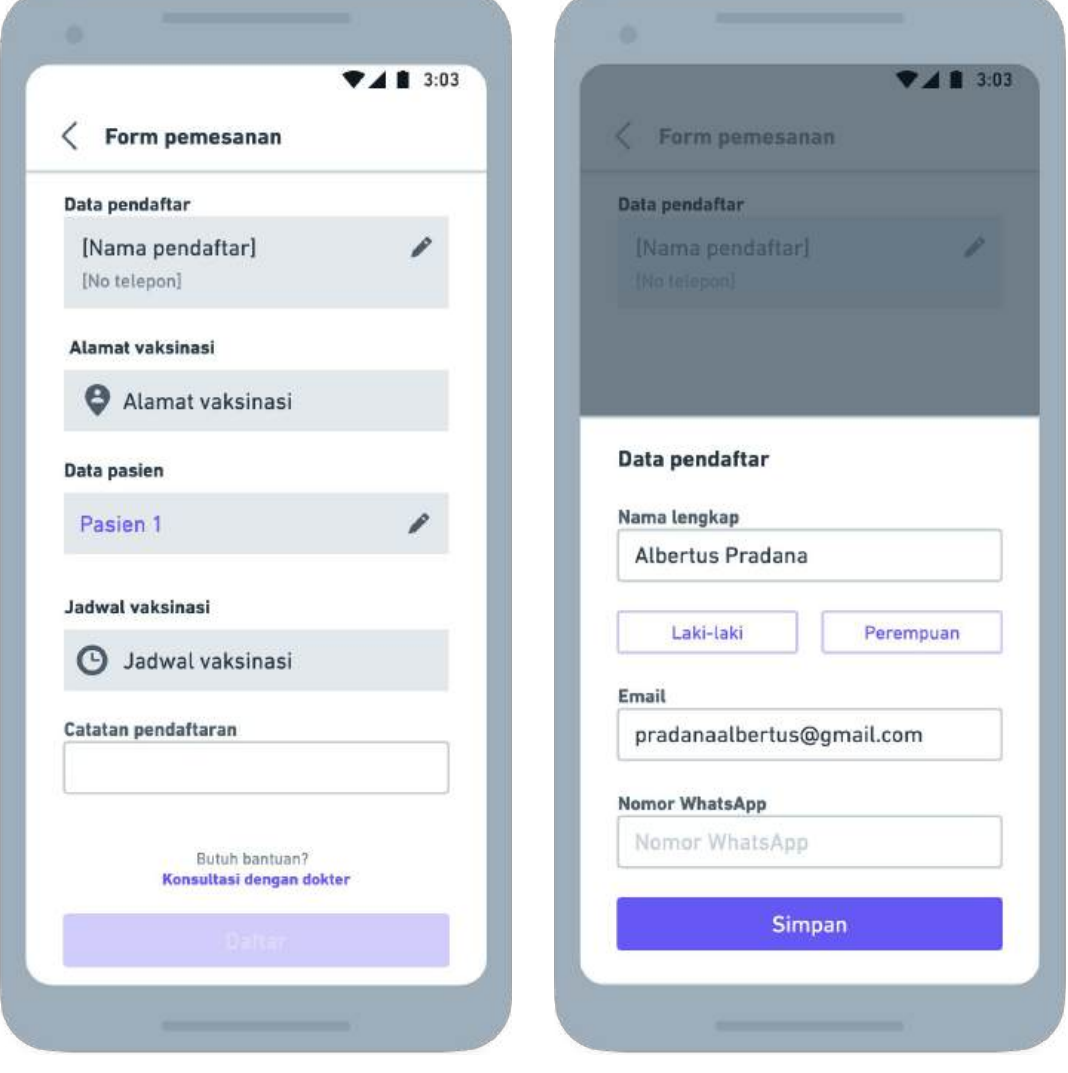 3:03
Form pemesanan
Data pendaftar
[Nama pendaftar]
[No telepon]
Alamat vaksinasi
Alamat vaksinasi
Data pasien
Pasien 1
Jadwal vaksinasi
Jadwal vaksinasi
Catatan pendaftaran
Butuh bantuan?
Konsultasi dengan dokter
Daftar
3:03
Form pemesanan
Data pendaftar
[Nama pendaftar]
[No telepon]
Data pendaftar
Nama lengkap
Albertus Pradana
Laki-laki Perempuan
Email
pradanaalbertus@gmail.com
Nomor WhatsApp
Nomor WhatsApp
Simpan